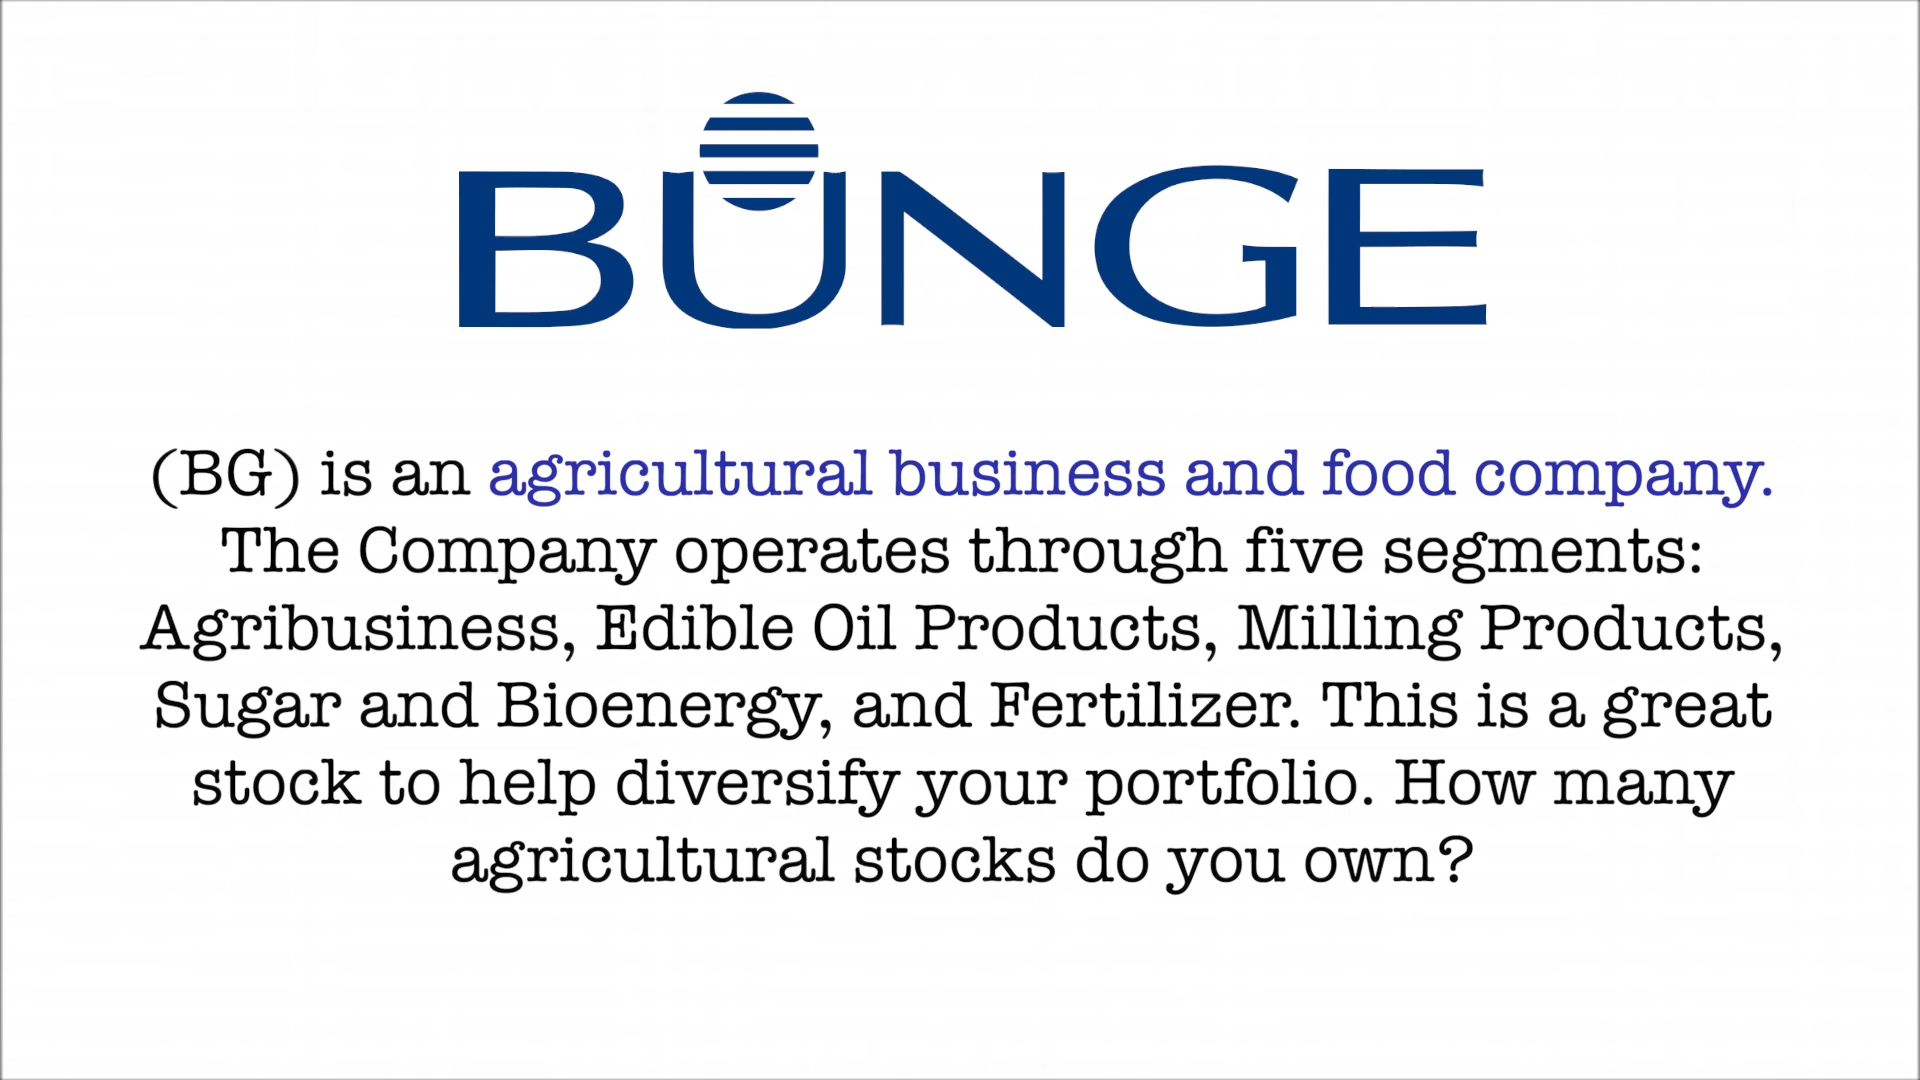 BUNGE
(BG) is an agricultural business and food company.
The Company operates through five segments:
Agribusiness, Edible Oil Products, Milling Products,
Sugar and Bioenergy, and Fertilizer. This is a great
stock to help diversify your portfolio. How many
agricultural stocks do you own?